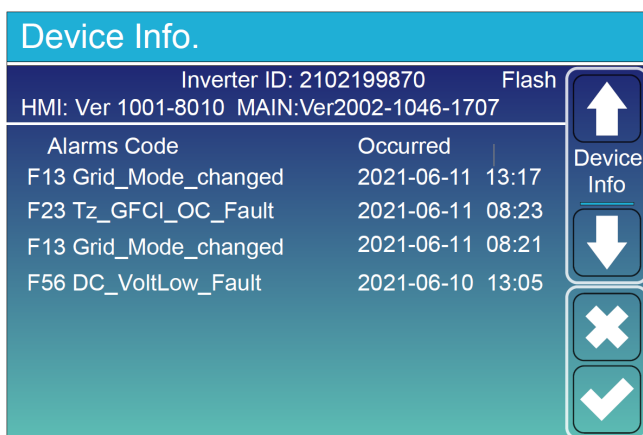 Device Info.
Inverter ID: 2102199870 Flash
HMI: Ver 1001-8010 MAIN:Ver2002-1046-1707
Alarms Code Occurred
F13 Grid_Mode_changed 2021-06-11 13:17
F23 Tz_GFCI_OC_Fault 2021-06-11 08:23
F13 Grid_Mode_changed 2021-06-11 08:21
F56 DC_VoltLow_Fault 2021-06-10 13:05
Device
Info